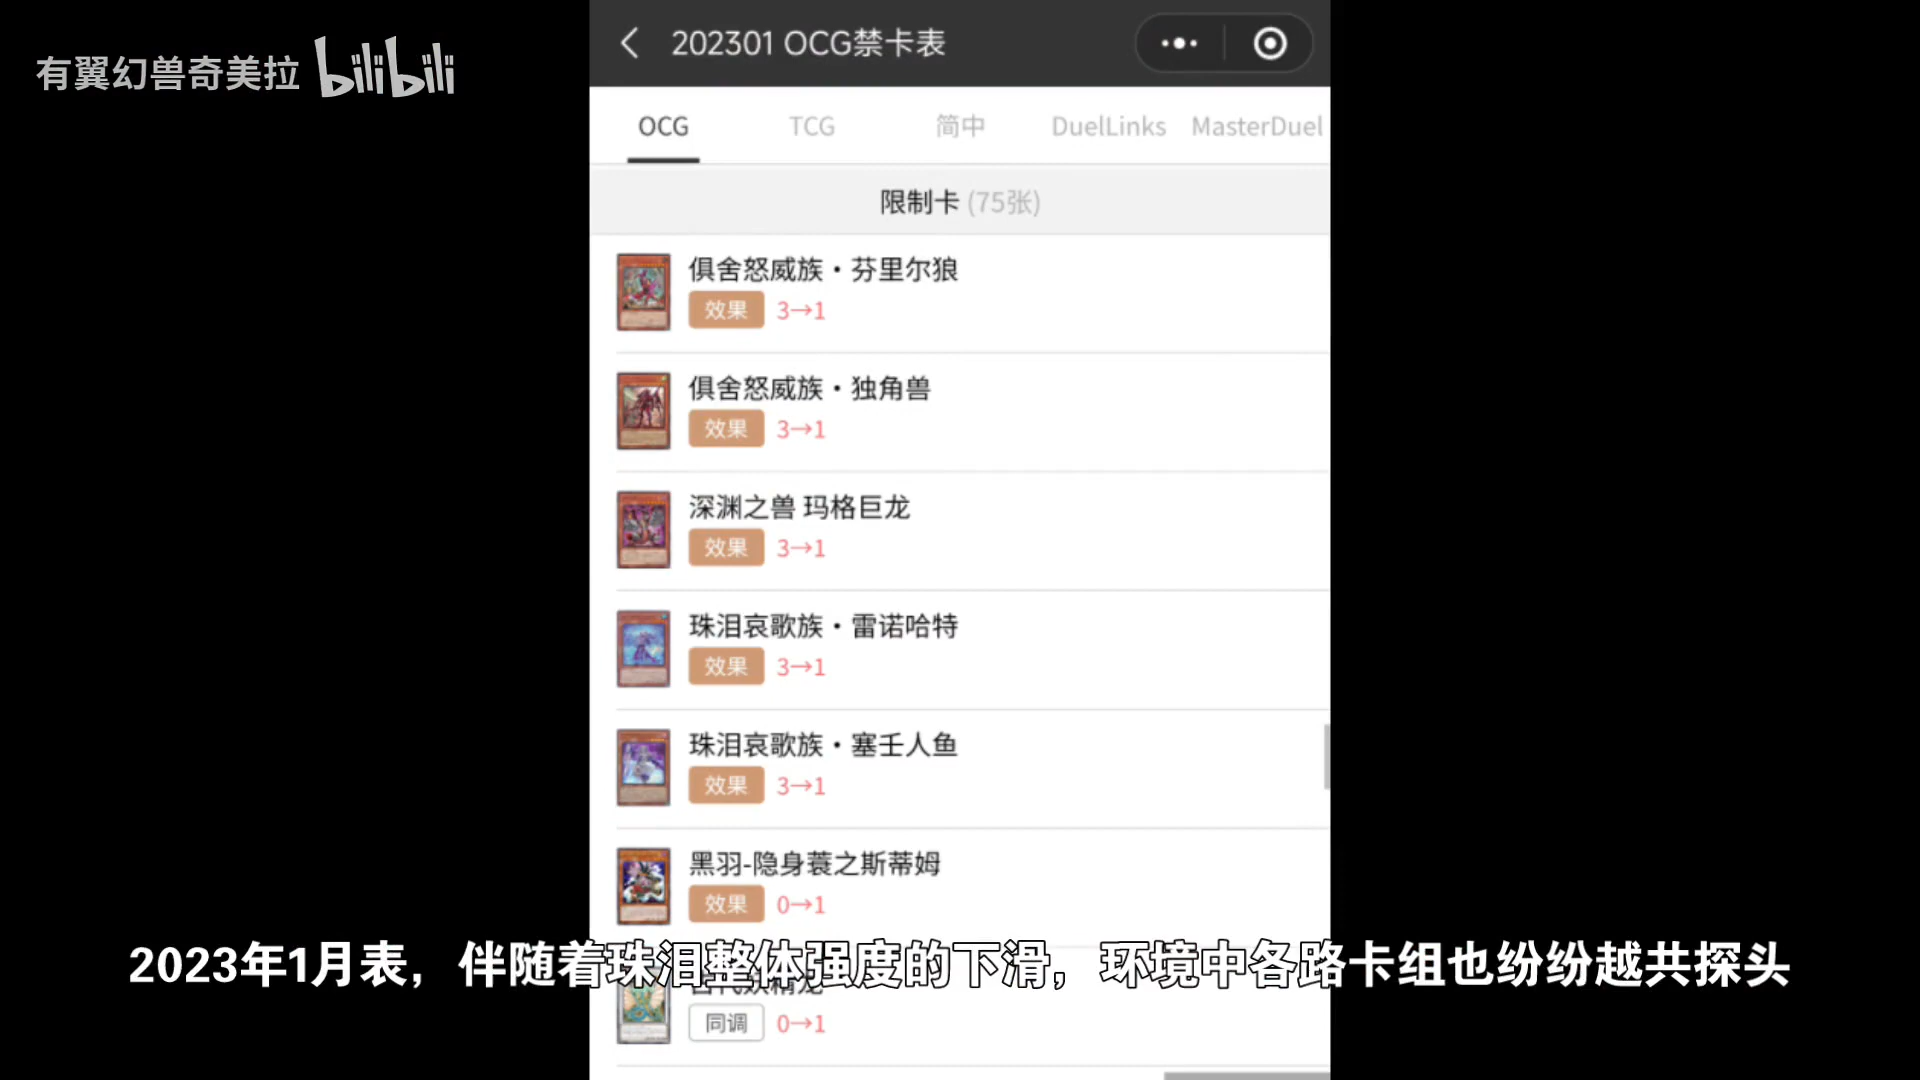 有翼幻兽奇美拉 bilibili
202301 OCG禁卡表
OCG TCG 简中 DuelLinks MasterDuel
限制卡 (75张)
俱舍怒威族・芬里尔狼
效果 3→1
俱舍怒威族・独角兽
效果 3→1
深渊之兽 玛格巨龙
效果 3→1
珠泪哀歌族・雷诺哈特
效果 3→1
珠泪哀歌族・塞壬人鱼
效果 3→1
黑羽-隐身蓑之斯蒂姆
效果 0→1
2023年1月表，伴随着珠泪整体强度的下滑，环境中各路卡组也纷纷越共探头
古代妖精龙
同调 0→1